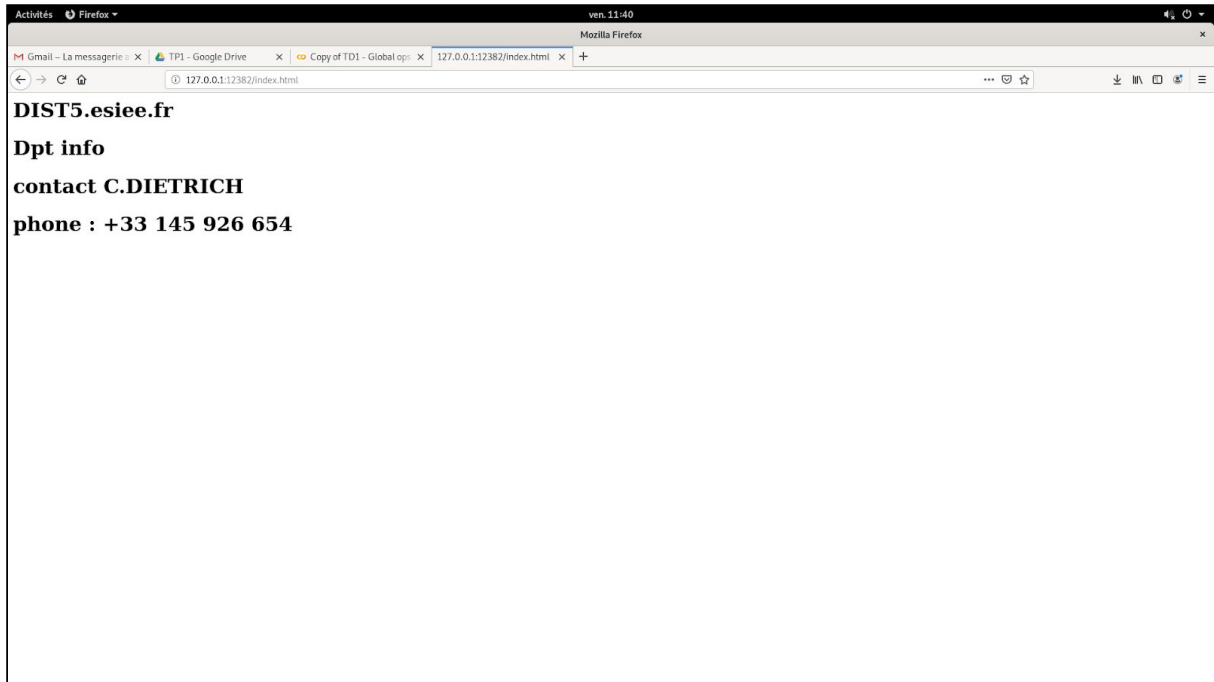 Activités Firefox ven. 11:40
Mozilla Firefox
Gmail – La messagerie TP1 - Google Drive Copy of TD1 - Global ops 127.0.0.1:12382/index.html
127.0.0.1:12382/index.html
DIST5.esiee.fr
Dpt info
contact C.DIETRICH
phone : +33 145 926 654